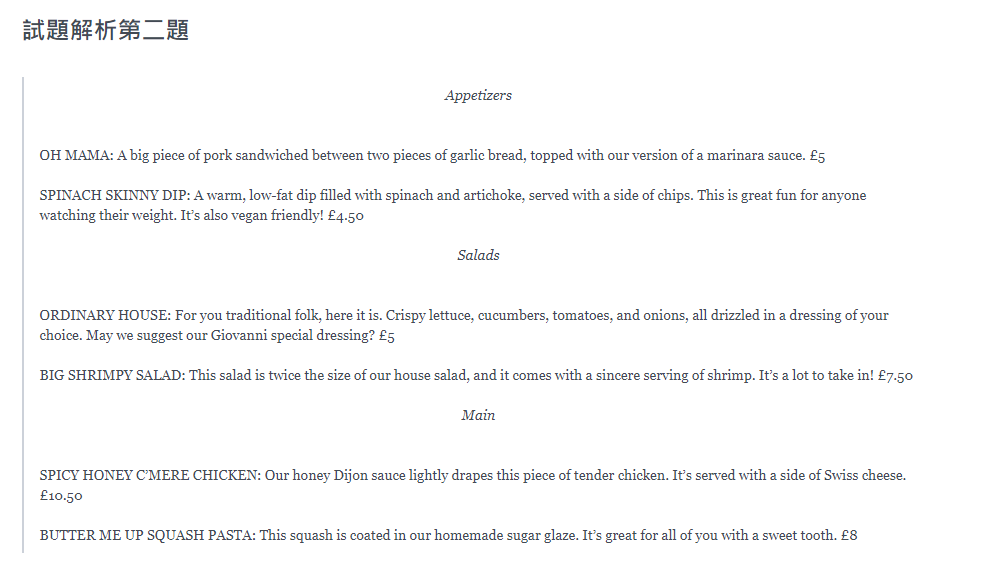 試題解析第二題
Appetizers
OH MAMA: A big piece of pork sandwiched between two pieces of garlic bread, topped with our version of a marinara sauce. £5
SPINACH SKINNY DIP: A warm, low-fat dip filled with spinach and artichoke, served with a side of chips. This is great fun for anyone
watching their weight. It’s also vegan friendly! £4.50
Salads
ORDINARY HOUSE: For you traditional folk, here it is. Crispy lettuce, cucumbers, tomatoes, and onions, all drizzled in a dressing of your
choice. May we suggest our Giovanni special dressing? £5
BIG SHRIMPY SALAD: This salad is twice the size of our house salad, and it comes with a sincere serving of shrimp. It’s a lot to take in! £7.50
Main
SPICY HONEY C’MERE CHICKEN: Our honey Dijon sauce lightly drapes this piece of tender chicken. It’s served with a side of Swiss cheese.
£10.50
BUTTER ME UP SQUASH PASTA: This squash is coated in our homemade sugar glaze. It’s great for all of you with a sweet tooth. £8